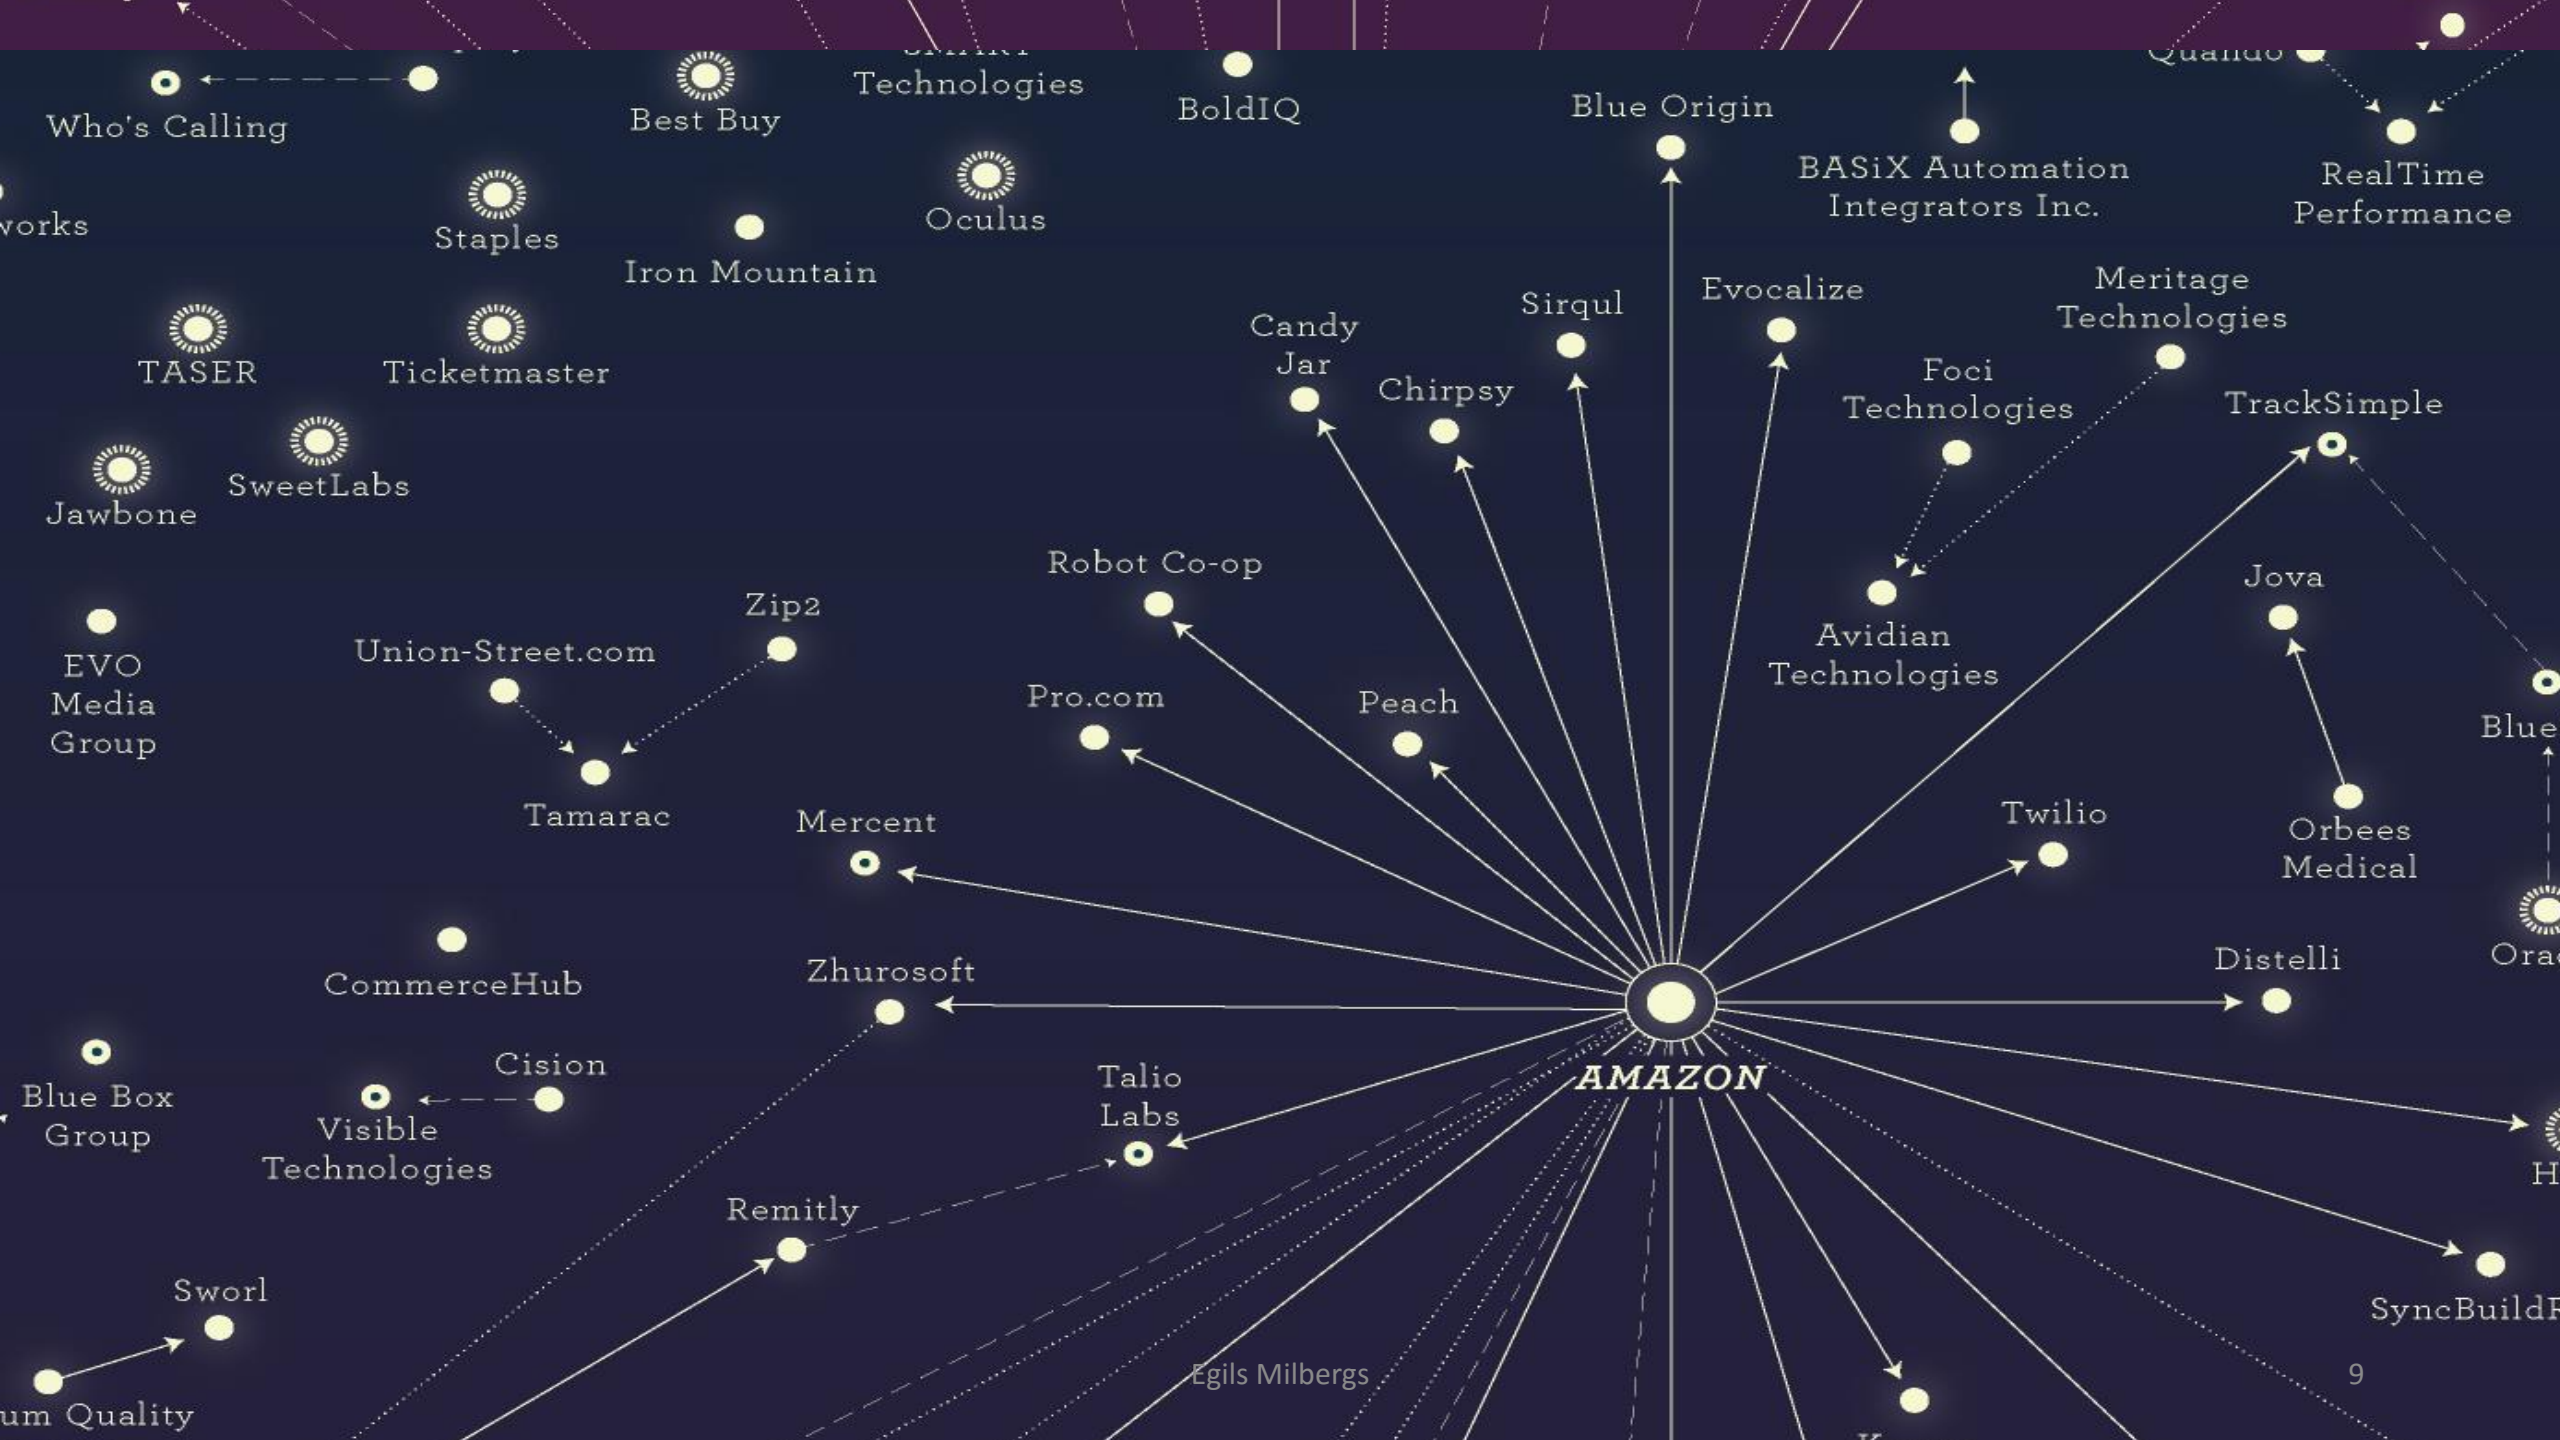 Technologies
Quando
Who's Calling
Best Buy
BoldIQ
Blue Origin
BASiX Automation
Integrators Inc.
RealTime
Performance
Staples
Oculus
Iron Mountain
TASER
Ticketmaster
Candy
Jar
Chirpsy
Sirqul
Evocalize
Meritage
Technologies
Foci
Technologies
TrackSimple
Jawbone
SweetLabs
Robot Co-op
Jova
EVO
Media
Group
Union-Street.com
Zip2
Avidian
Technologies
Pro.com
Peach
Blue
Tamarac
Mercent
Twilio
Orbees
Medical
CommerceHub
Zhurosoft
Distelli
Blue Box
Group
Cision
Visible
Technologies
Talio
Labs
AMAZON
Remitly
Sworl
Quality
Egils Milbergs
9